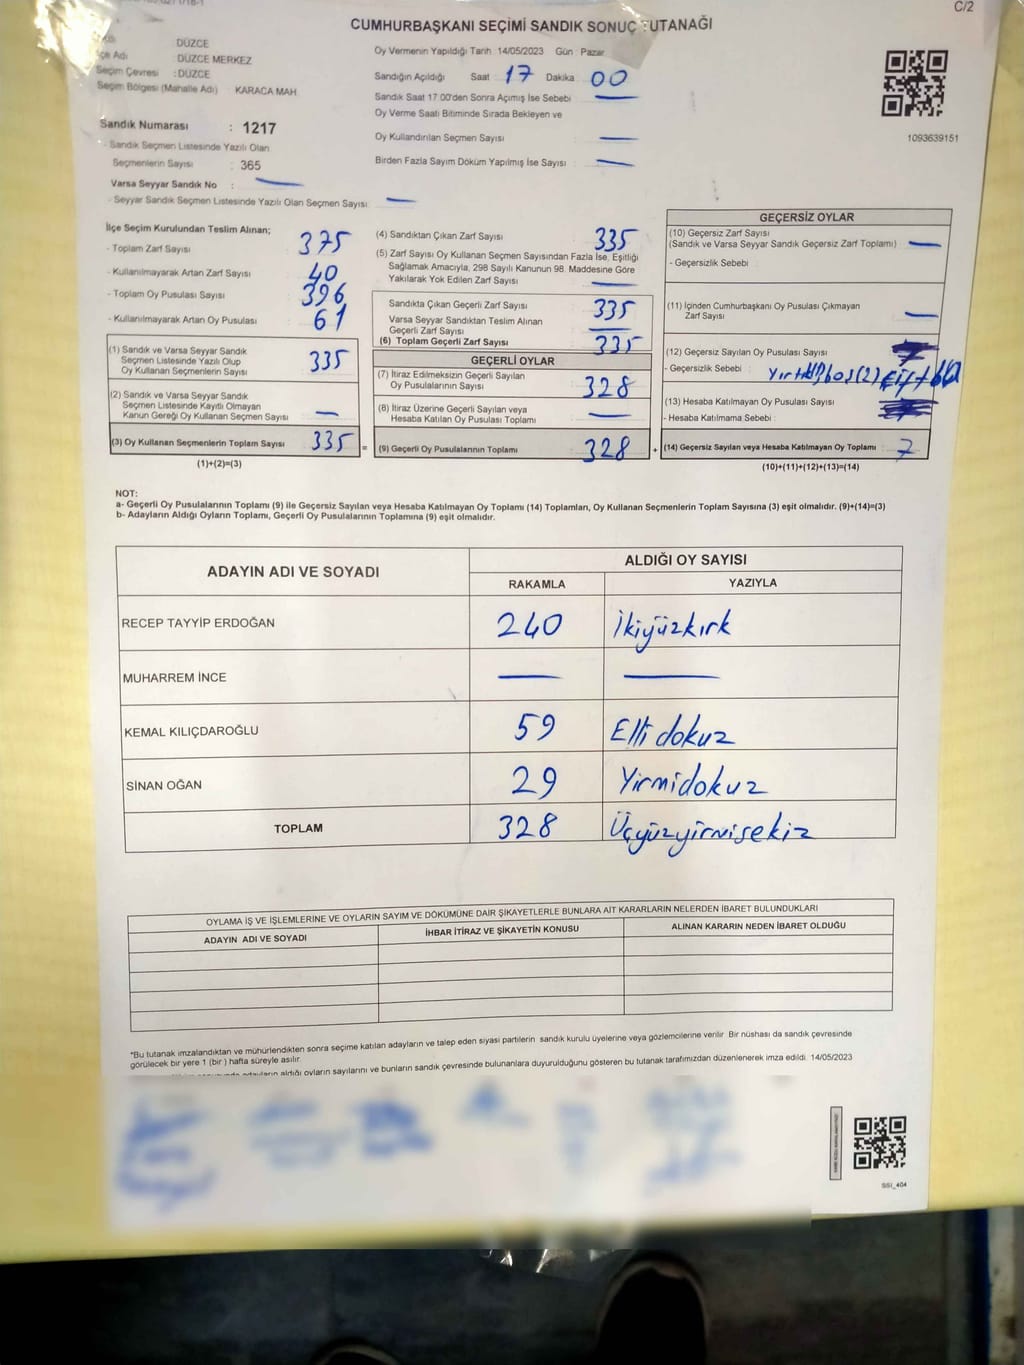 C/2
CUMHURBAŞKANI SEÇİMİ SANDIK SONUÇ TUTANAĞI
DÜZCE
İlçe Adı : DÜZCE MERKEZ
Seçim Çevresi : DÜZCE
Seçim Bölgesi (Mahalle Adı) KARACA MAH
Sandık Numarası : 1217
- Sandık Seçmen Listesinde Yazılı Olan
Seçmenlerin Sayısı : 365
Varsa Seyyar Sandık No : —
- Seyyar Sandık Seçmen Listesinde Yazılı Olan Seçmen Sayısı : —
Oy Vermenin Yapıldığı Tarih 14/05/2023 Gün : Pazar
Sandığın Açıldığı Saat : 17 Dakika : 00
Sandık Saat 17:00'den Sonra Açımış İse Sebebi : —
Oy Verme Saati Bitiminde Sırada Bekleyen ve
Oy Kullandırılan Seçmen Sayısı : —
Birden Fazla Sayım Döküm Yapılmış İse Sayısı : —
1093639151
İlçe Seçim Kurulundan Teslim Alınan;
- Toplam Zarf Sayısı : 375
- Kullanılmayarak Artan Zarf Sayısı : 40
- Toplam Oy Pusulası Sayısı : 396
- Kullanılmayarak Artan Oy Pusulası : 61
(1) Sandık ve Varsa Seyyar Sandık
Seçmen Listesinde Yazılı Olup
Oy Kullanan Seçmenlerin Sayısı : 335
(2) Sandık ve Varsa Seyyar Sandık
Seçmen Listesinde Kayıtlı Olmayan
Kanun Gereği Oy Kullanan Seçmen Sayısı : —
(3) Oy Kullanan Seçmenlerin Toplam Sayısı : 335 =
(1)+(2)=(3)
(4) Sandıktan Çıkan Zarf Sayısı : 335
(5) Zarf Sayısı Oy Kullanan Seçmen Sayısından Fazla İse, Eşitliği
Sağlamak Amacıyla, 298 Sayılı Kanunun 98. Maddesine Göre
Yakılarak Yok Edilen Zarf Sayısı : —
Sandıkta Çıkan Geçerli Zarf Sayısı : 335
Varsa Seyyar Sandıktan Teslim Alınan
Geçerli Zarf Sayısı : —
(6) Toplam Geçerli Zarf Sayısı : 335
GEÇERLİ OYLAR
(7) İtiraz Edilmeksizin Geçerli Sayılan
Oy Pusulalarının Sayısı : 328
(8) İtiraz Üzerine Geçerli Sayılan veya
Hesaba Katılan Oy Pusulası Toplamı : —
(9) Geçerli Oy Pusulalarının Toplamı : 328 +
GEÇERSİZ OYLAR
(10) Geçersiz Zarf Sayısı
(Sandık ve Varsa Seyyar Sandık Geçersiz Zarf Toplamı) : —
- Geçersizlik Sebebi :
(11) İçinden Cumhurbaşkanı Oy Pusulası Çıkmayan
Zarf Sayısı : —
(12) Geçersiz Sayılan Oy Pusulası Sayısı :
- Geçersizlik Sebebi : (2)
(13) Hesaba Katılmayan Oy Pusulası Sayısı :
- Hesaba Katılmama Sebebi :
(14) Geçersiz Sayılan veya Hesaba Katılmayan Oy Toplamı : 7
(10)+(11)+(12)+(13)=(14)
NOT:
a- Geçerli Oy Pusulalarının Toplamı (9) ile Geçersiz Sayılan veya Hesaba Katılmayan Oy Toplamı (14) Toplamları, Oy Kullanan Seçmenlerin Toplam Sayısına (3) eşit olmalıdır. (9)+(14)=(3)
b- Adayların Aldığı Oyların Toplamı, Geçerli Oy Pusulalarının Toplamına (9) eşit olmalıdır.
ADAYIN ADI VE SOYADI ALDIĞI OY SAYISI
RAKAMLA YAZIYLA
RECEP TAYYİP ERDOĞAN 240 İkiyüzkırk
MUHARREM İNCE — —
KEMAL KILIÇDAROĞLU 59 Elli dokuz
SİNAN OĞAN 29 Yirmidokuz
TOPLAM 328 Üçyüzyirmisekiz
OYLAMA İŞ VE İŞLEMLERİNE VE OYLARIN SAYIM VE DÖKÜMÜNE DAİR ŞİKAYETLERLE BUNLARA AİT KARARLARIN NELERDEN İBARET BULUNDUKLARI
ADAYIN ADI VE SOYADI İHBAR İTİRAZ VE ŞİKAYETİN KONUSU ALINAN KARARIN NEDEN İBARET OLDUĞU
*Bu tutanak imzalandıktan ve mühürlendikten sonra seçime katılan adayların ve talep eden siyasi partilerin sandık kurulu üyelerine veya gözlemcilerine verilir. Bir nüshası da sandık çevresinde
görülecek bir yere 1 (bir) hafta süreyle asılır.
adayların aldığı oyların sayılarını ve bunların sandık çevresinde bulunanlara duyurulduğunu gösteren bu tutanak tarafımızdan düzenlenerek imza edildi. 14/05/2023
SSI_404